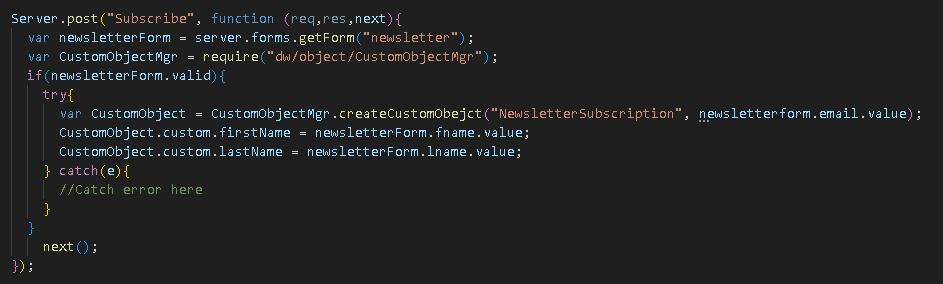 Server.post("Subscribe", function (req,res,next){
var newsletterForm = server.forms.getForm("newsletter");
var CustomObjectMgr = require("dw/object/CustomObjectMgr");
if(newsletterForm.valid){
try{
var CustomObject = CustomObjectMgr.createCustomObejct("NewsletterSubscription", newsletterform.email.value);
CustomObject.custom.firstName = newsletterForm.fname.value;
CustomObject.custom.lastName = newsletterForm.lname.value;
} catch(e){
//Catch error here
}
}
next();
});